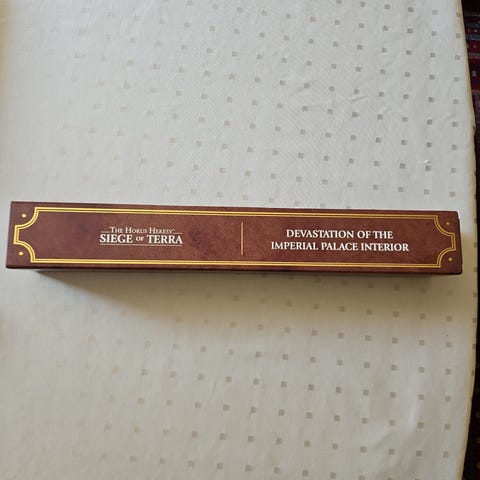 The Horus Heresy
SIEGE OF TERRA
DEVASTATION OF THE
IMPERIAL PALACE INTERIOR